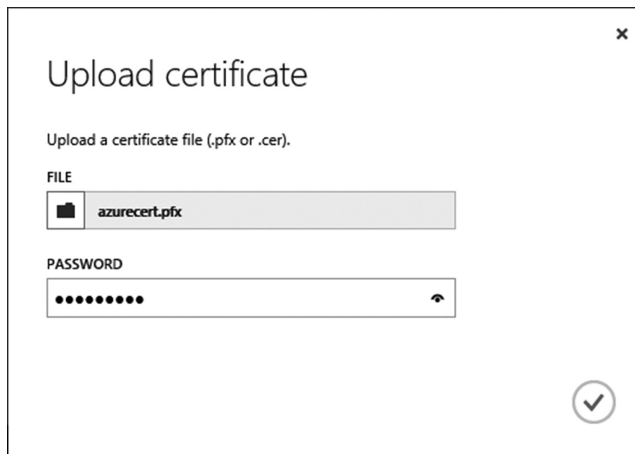 Upload certificate
Upload a certificate file (.pfx or .cer).
FILE
azurecert.pfx
PASSWORD
•••••••••